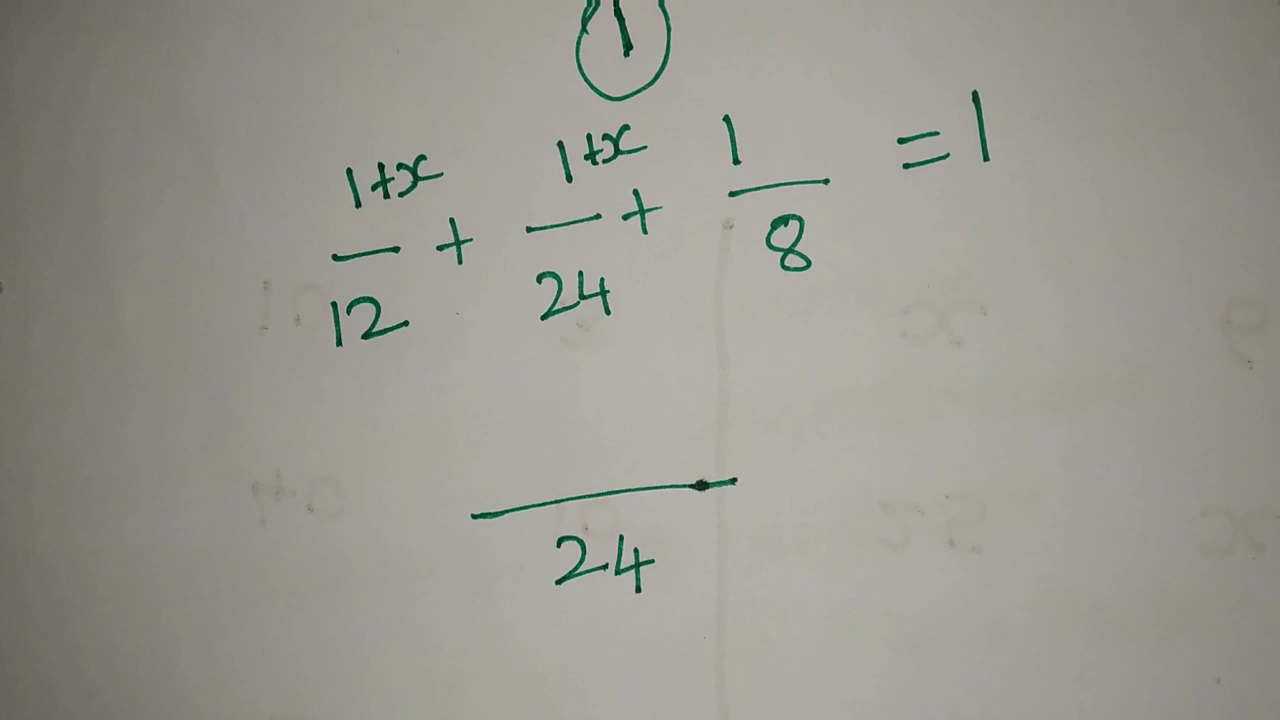 1
1+x/12 + 1+x/24 + 1/8 = 1
24